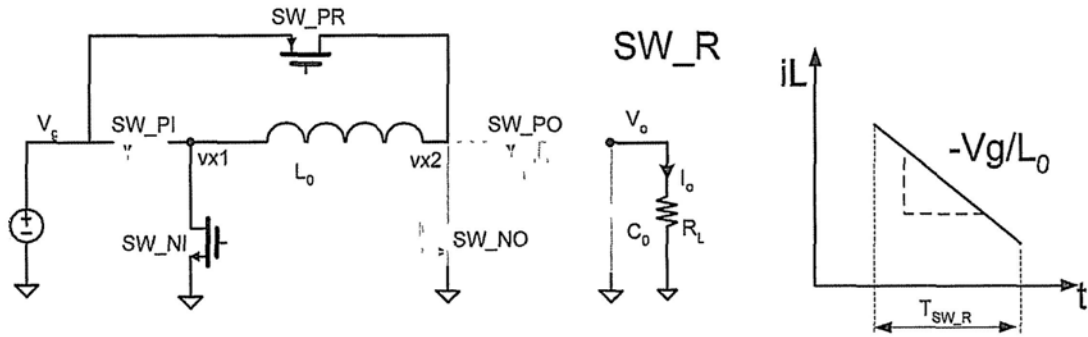 SW_PR
SW_R
iL
Vg
SW_PI
SW_PO
Vo
vx1
L0
vx2
-Vg/L0
Io
SW_NI
SW_NO
C0
RL
t
TSW_R